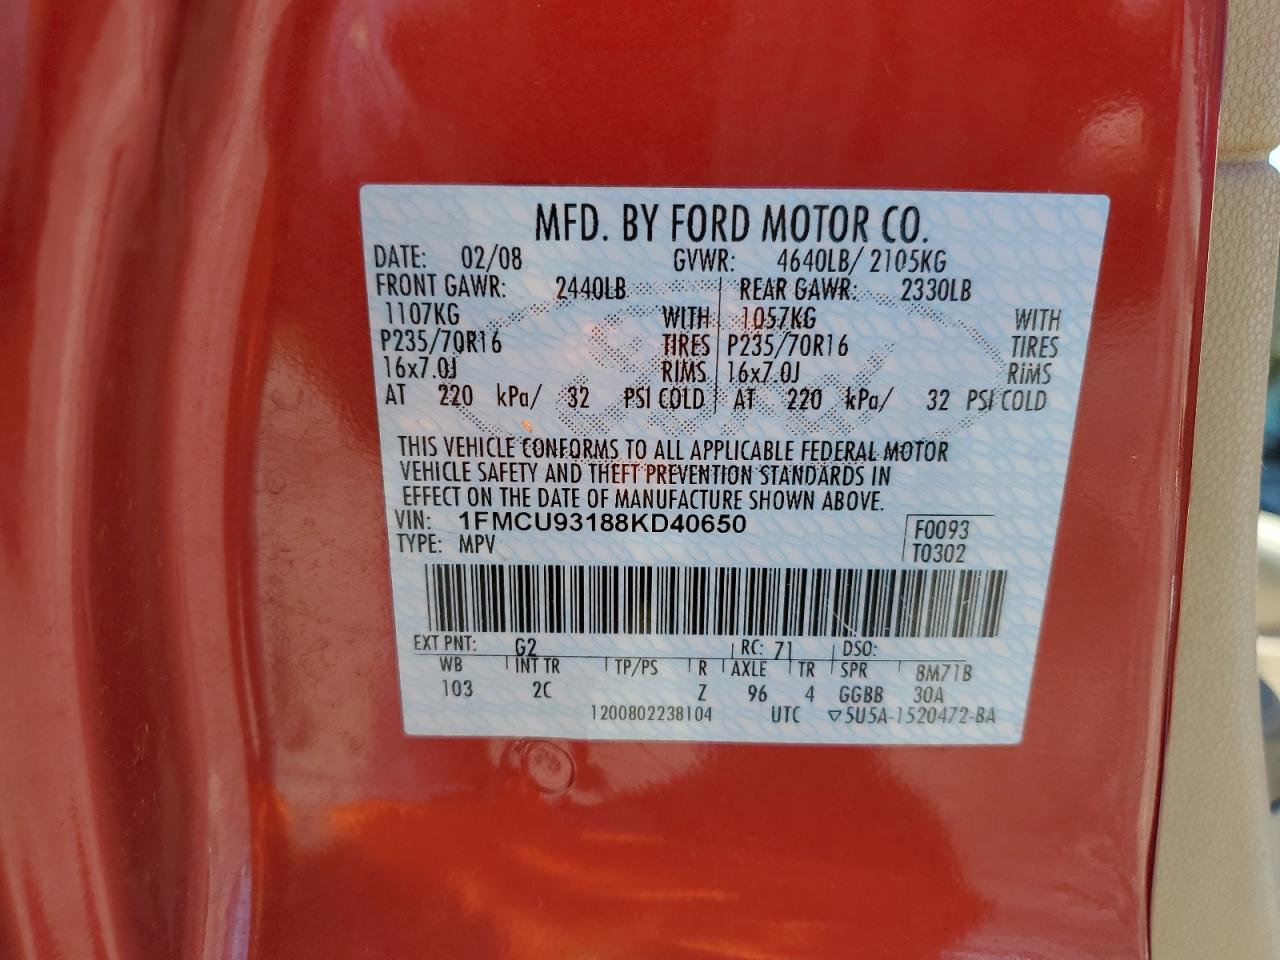 MFD. BY FORD MOTOR CO.
DATE: 02/08 GVWR: 4640LB/ 2105KG
FRONT GAWR: 2440LB REAR GAWR: 2330LB
1107KG WITH 1057KG WITH
P235/70R16 TIRES P235/70R16 TIRES
16x7.0J RIMS 16x7.0J RIMS
AT 220 kPa/ 32 PSI COLD AT 220 kPa/ 32 PSI COLD
THIS VEHICLE CONFORMS TO ALL APPLICABLE FEDERAL MOTOR
VEHICLE SAFETY AND THEFT PREVENTION STANDARDS IN
EFFECT ON THE DATE OF MANUFACTURE SHOWN ABOVE.
VIN: 1FMCU93188KD40650 F0093
TYPE: MPV T0302
EXT PNT: G2 RC: 71 DSO:
WB INT TR TP/PS R AXLE TR SPR 8M71B
103 2C Z 96 4 GGBB 30A
1200802238104 UTC ▽5U5A-1520472-BA